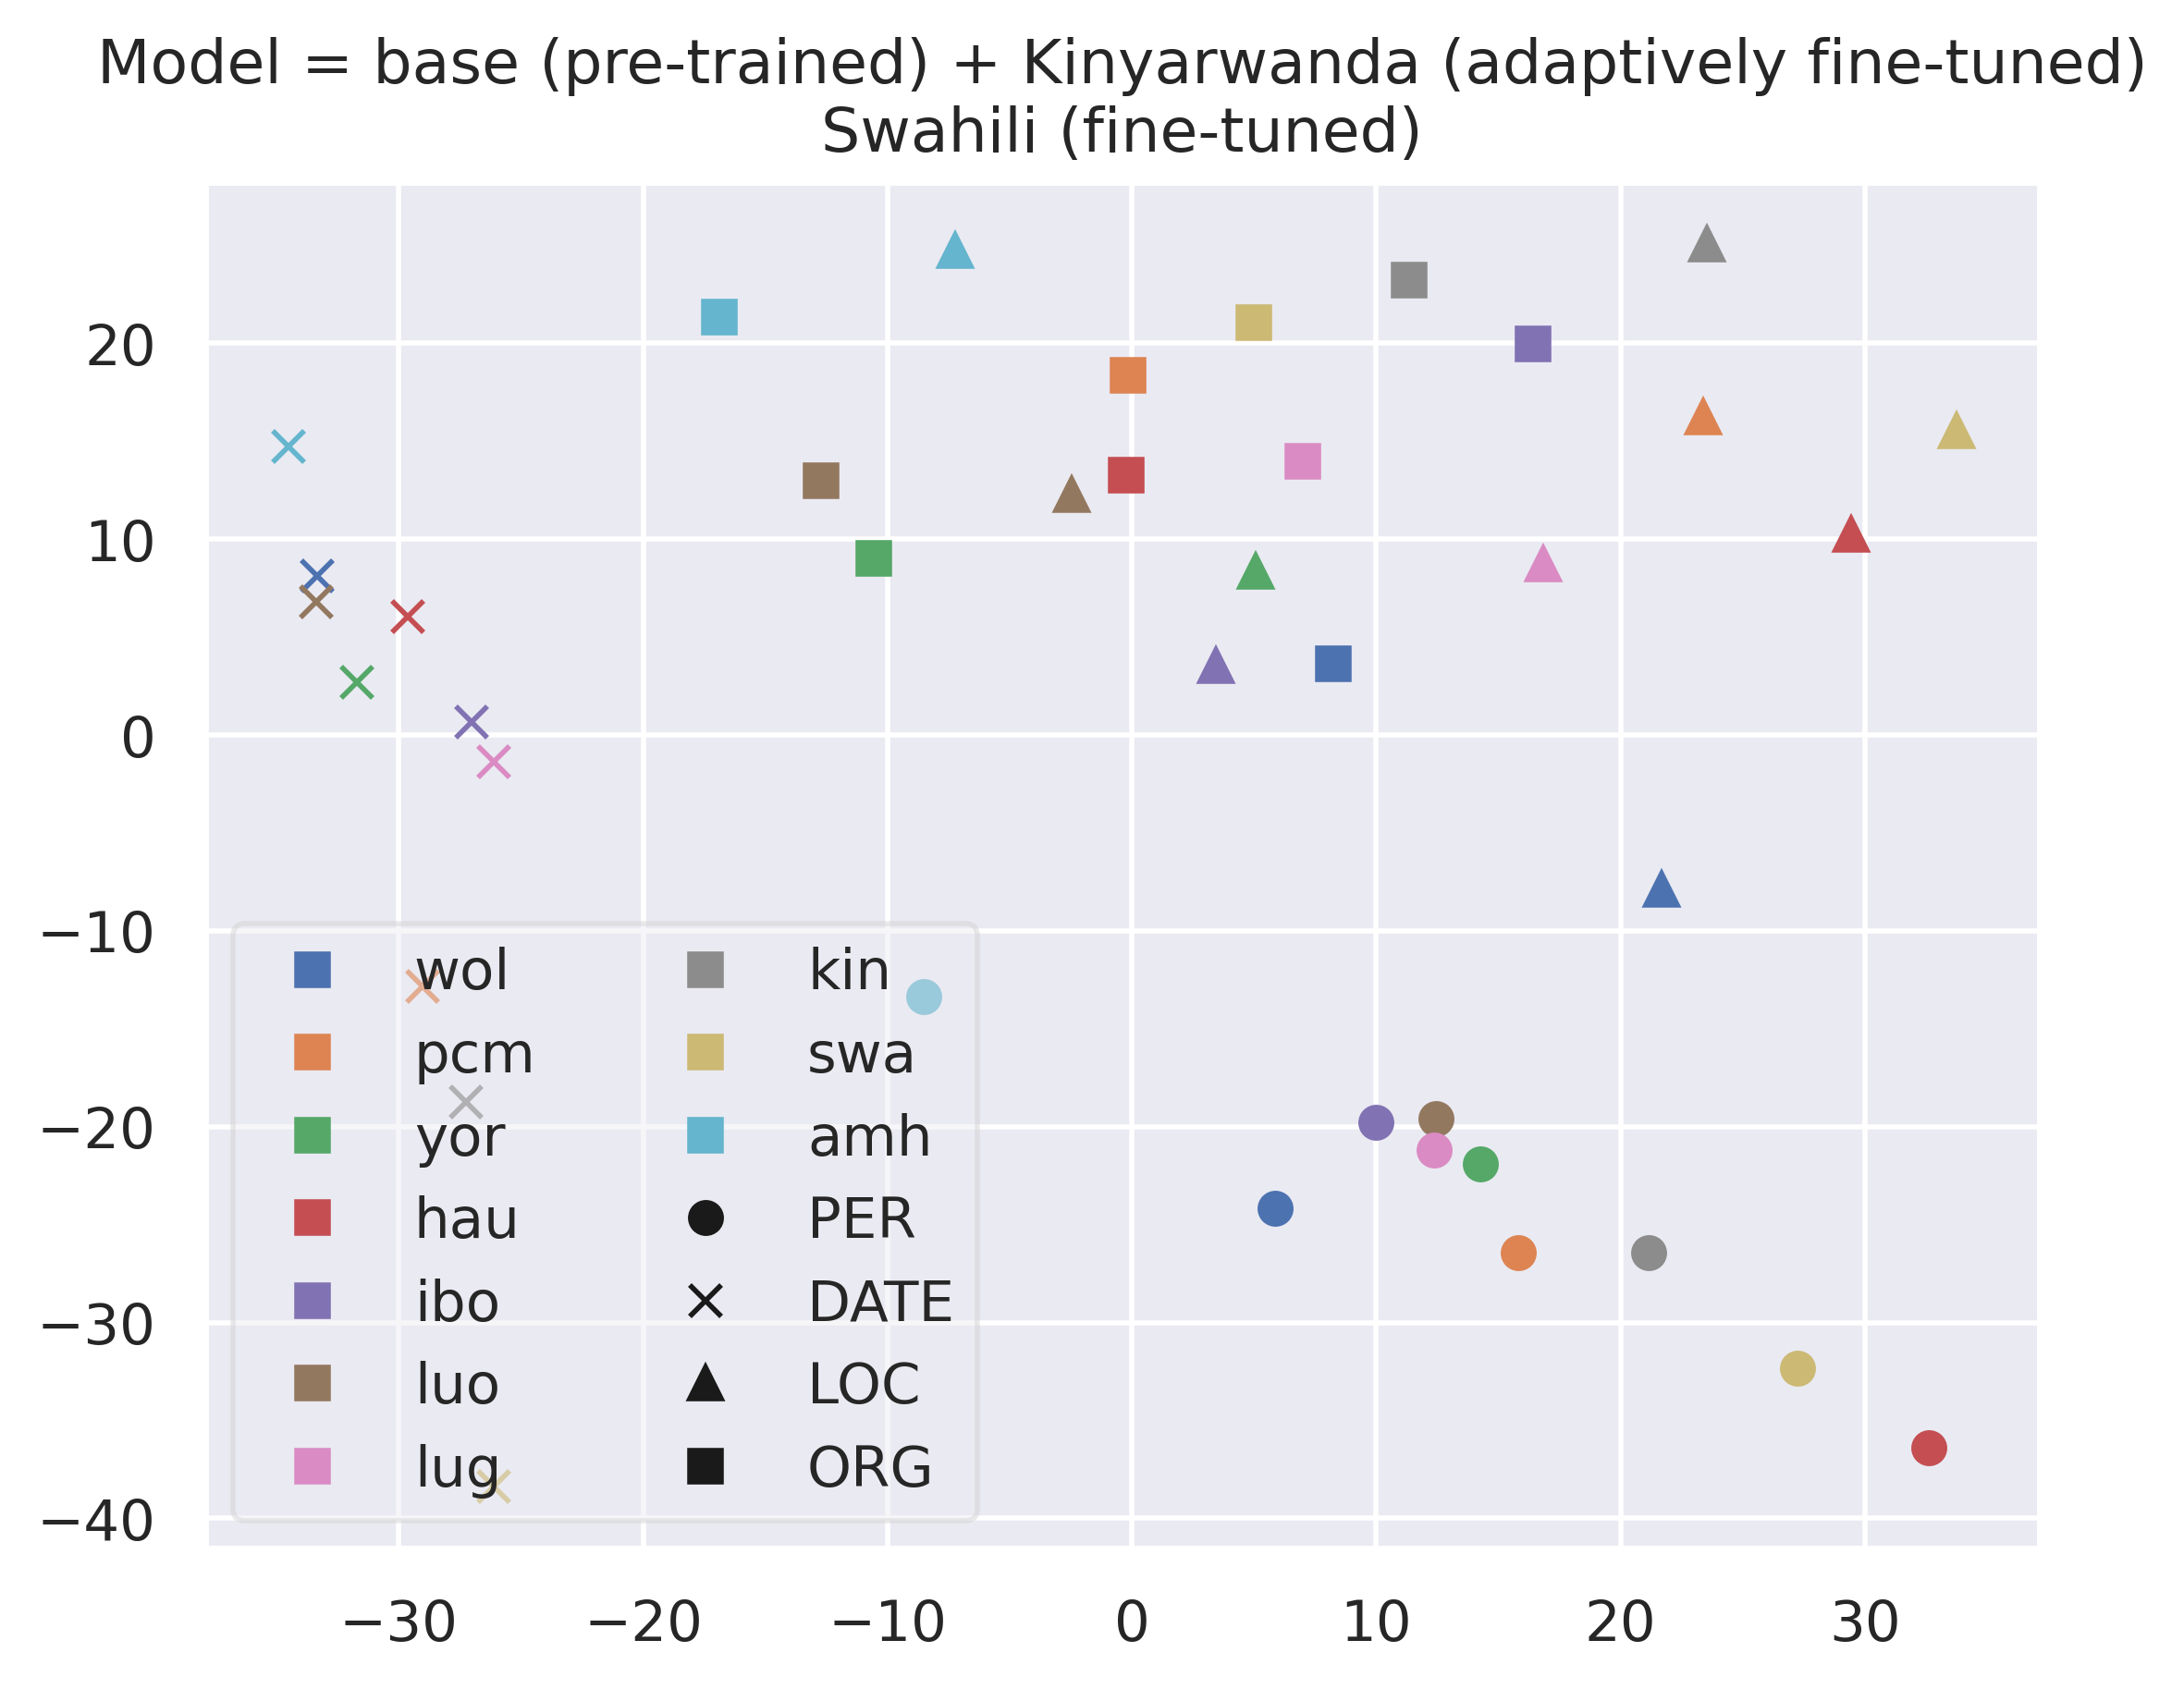 Model = base (pre-trained) + Kinyarwanda (adaptively fine-tuned)
Swahili (fine-tuned)
20
10
0
−10
−20
−30
−40
wol
pcm
yor
hau
ibo
luo
lug
kin
swa
amh
PER
DATE
LOC
ORG
−30 −20 −10 0 10 20 30